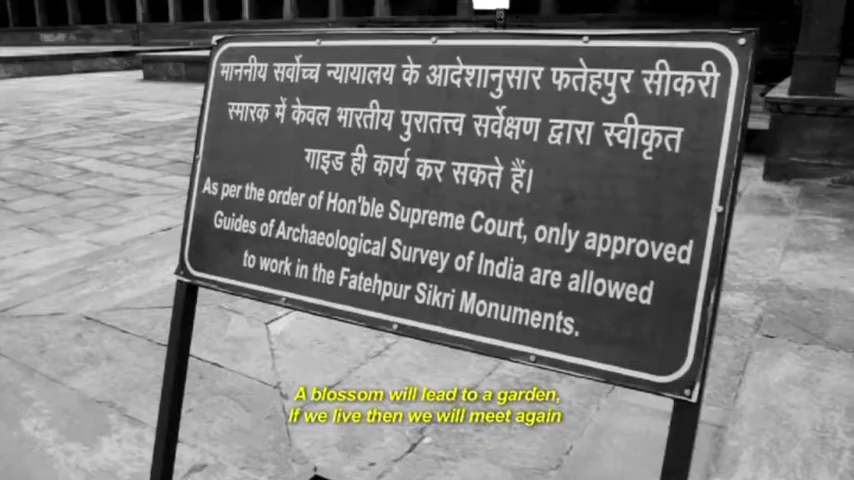 माननीय सर्वोच्च न्यायालय के आदेशानुसार फतेहपुर सीकरी
स्मारक में केवल भारतीय पुरातत्त्व सर्वेक्षण द्वारा स्वीकृत
गाइड ही कार्य कर सकते हैं।
As per the order of Hon'ble Supreme Court, only approved
Guides of Archaeological Survey of India are allowed
to work in the Fatehpur Sikri Monuments.
A blossom will lead to a garden,
If we live then we will meet again